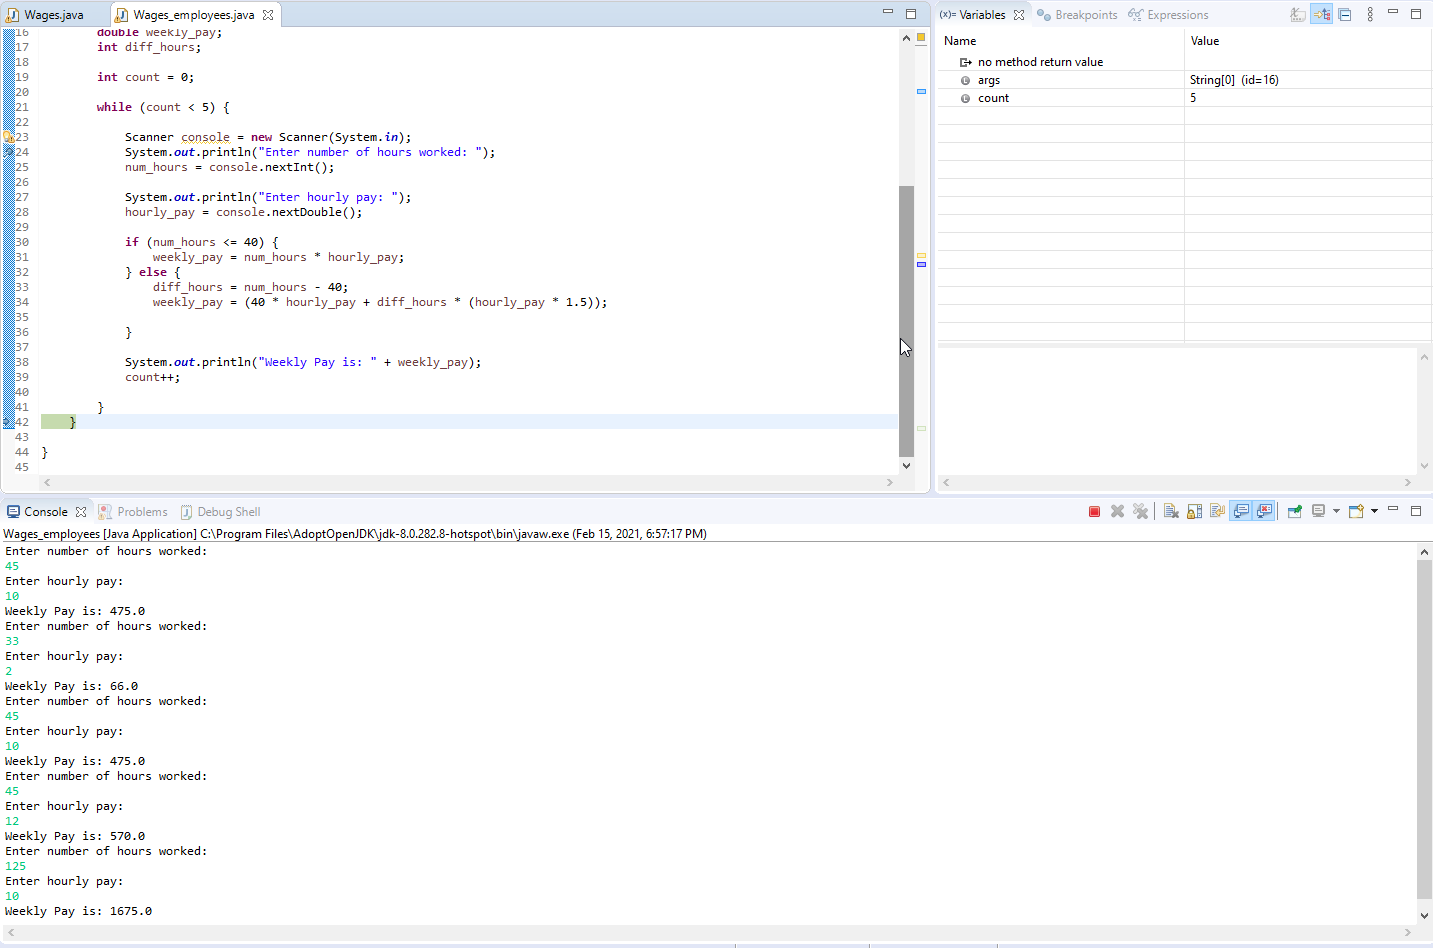 Wages.java
Wages_employees.java
16 double weekly_pay;
17 int diff_hours;
18
19 int count = 0;
20
21 while (count < 5) {
22
23 Scanner console = new Scanner(System.in);
24 System.out.println("Enter number of hours worked: ");
25 num_hours = console.nextInt();
26
27 System.out.println("Enter hourly pay: ");
28 hourly_pay = console.nextDouble();
29
30 if (num_hours <= 40) {
31 weekly_pay = num_hours * hourly_pay;
32 } else {
33 diff_hours = num_hours - 40;
34 weekly_pay = (40 * hourly_pay + diff_hours * (hourly_pay * 1.5));
35
36 }
37
38 System.out.println("Weekly Pay is: " + weekly_pay);
39 count++;
40
41 }
42 }
43
44 }
45
(x)= Variables Breakpoints Expressions
Name Value
no method return value
args String[0] (id=16)
count 5
Console Problems Debug Shell
Wages_employees [Java Application] C:\Program Files\AdoptOpenJDK\jdk-8.0.282.8-hotspot\bin\javaw.exe (Feb 15, 2021, 6:57:17 PM)
Enter number of hours worked:
45
Enter hourly pay:
10
Weekly Pay is: 475.0
Enter number of hours worked:
33
Enter hourly pay:
2
Weekly Pay is: 66.0
Enter number of hours worked:
45
Enter hourly pay:
10
Weekly Pay is: 475.0
Enter number of hours worked:
45
Enter hourly pay:
12
Weekly Pay is: 570.0
Enter number of hours worked:
125
Enter hourly pay:
10
Weekly Pay is: 1675.0